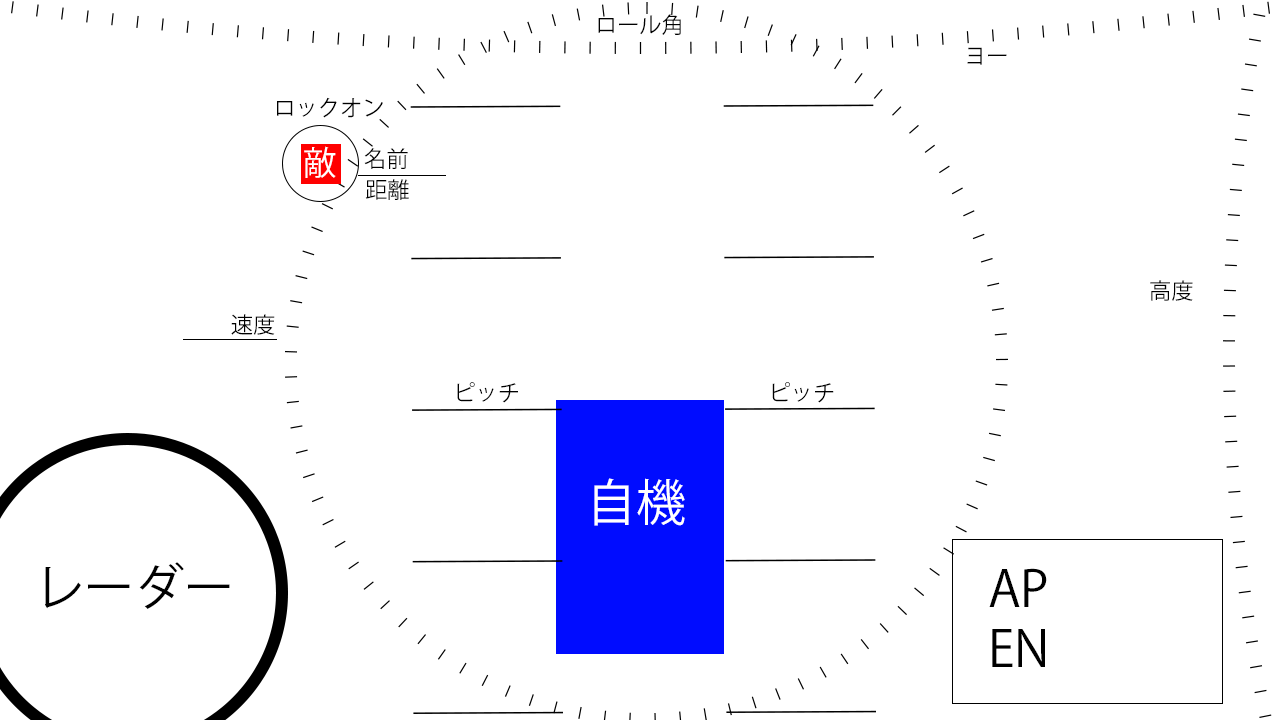 ロール角
ヨー
ロックオン
敵
名前
距離
高度
速度
ピッチ
ピッチ
自機
レーダー
AP
EN